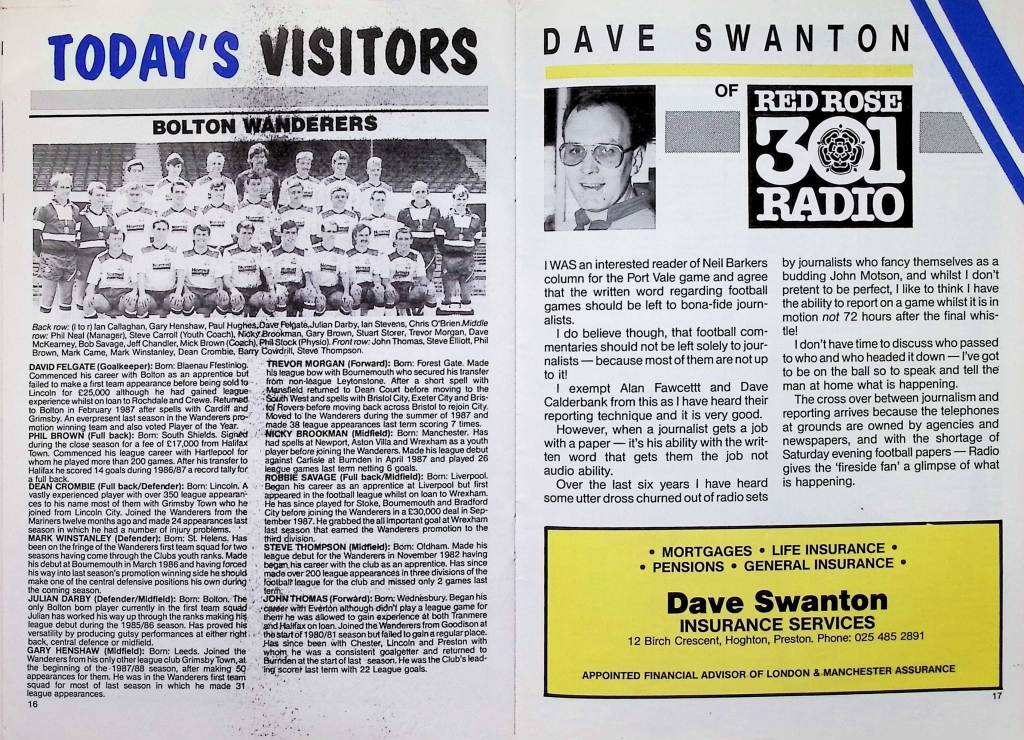 TODAY'S VISITORS
BOLTON WANDERERS
Back row: (l to r) Ian Callaghan, Gary Henshaw, Paul Hughes, Dave Felgate, Julian Darby, Ian Stevens, Chris O'Brien. Middle
row: Phil Neal (Manager), Steve Carroll (Youth Coach), Nicky Brookman, Gary Brown, Stuart Storer, Trevor Morgan, Dave
McKearney, Bob Savage, Jeff Chandler, Mick Brown (Coach), Phil Stock (Physio). Front row: John Thomas, Steve Elliott, Phil
Brown, Mark Came, Mark Winstanley, Dean Crombie, Barry Cowdrill, Steve Thompson.
DAVID FELGATE (Goalkeeper): Born: Blaenau Ffestiniog.
Commenced his career with Bolton as an apprentice but
failed to make a first team appearance before being sold to
Lincoln for £25,000 although he had gained league
experience whilst on loan to Rochdale and Crewe. Returned
to Bolton in February 1987 after spells with Cardiff and
Grimsby. An everpresent last season in the Wanderers pro-
motion winning team and also voted Player of the Year.
PHIL BROWN (Full back): Born: South Shields. Signed
during the close season for a fee of £17,000 from Halifax
Town. Commenced his league career with Hartlepool for
whom he played more than 200 games. After his transfer to
Halifax he scored 14 goals during 1986/87 a record tally for
a full back.
DEAN CROMBIE (Full back/Defender): Born: Lincoln. A
vastly experienced player with over 350 league appearan-
ces to his name most of them with Grimsby Town who he
joined from Lincoln City. Joined the Wanderers from the
Mariners twelve months ago and made 24 appearances last
season in which he had a number of injury problems.
MARK WINSTANLEY (Defender): Born: St. Helens. Has
been on the fringe of the Wanderers first team squad for two
seasons having come through the Clubs youth ranks. Made
his debut at Bournemouth in March 1986 and having forced
his way into last season's promotion winning side he should
make one of the central defensive positions his own during
the coming season.
JULIAN DARBY (Defender/Midfield): Born: Bolton. The
only Bolton born player currently in the first team squad
Julian has worked his way up through the ranks making his
league debut during the 1985/86 season. Has proved his
versatility by producing gutsy performances at either right
back, central defence or midfield.
GARY HENSHAW (Midfield): Born: Leeds. Joined the
Wanderers from his only other league club Grimsby Town, at
the beginning of the 1987/88 season, after making 50
appearances for them. He was in the Wanderers first team
squad for most of last season in which he made 31
league appearances.
TREVOR MORGAN (Forward): Born: Forest Gate. Made
his league bow with Bournemouth who secured his transfer
from non-league Leytonstone. After a short spell with
Mansfield returned to Dean Court before moving to the
South West and spells with Bristol City, Exeter City and Bris-
tol Rovers before moving back across Bristol to rejoin City.
Moved to the Wanderers during the summer of 1987 and
made 38 league appearances last term scoring 7 times.
NICKY BROOKMAN (Midfield): Born: Manchester. Has
had spells at Newport, Aston Villa and Wrexham as a youth
player before joining the Wanderers. Made his league debut
against Carlisle at Burnden in April 1987 and played 26
league games last term netting 6 goals.
ROBBIE SAVAGE (Full back/Midfield): Born: Liverpool.
Began his career as an apprentice at Liverpool but first
appeared in the football league whilst on loan to Wrexham.
He has since played for Stoke, Bournemouth and Bradford
City before joining the Wanderers in a £30,000 deal in Sep-
tember 1987. He grabbed the all important goal at Wrexham
last season that earned the Wanderers promotion to the
third division.
STEVE THOMPSON (Midfield): Born: Oldham. Made his
league debut for the Wanderers in November 1982 having
began his career with the club as an apprentice. Has since
made over 200 league appearances in three divisions of the
football league for the club and missed only 2 games last
term.
JOHN THOMAS (Forward): Born: Wednesbury. Began his
career with Everton although didn't play a league game for
them he was allowed to gain experience at both Tranmere
and Halifax on loan. Joined the Wanderers from Goodison at
the start of 1980/81 season but failed to gain a regular place.
Has since been with Chester, Lincoln and Preston with
whom he was a consistent goalgetter and returned to
Burnden at the start of last season. He was the Club's lead-
ing scorer last term with 22 League goals.
16
DAVE SWANTON
OF
RED ROSE
301
RADIO
I WAS an interested reader of Neil Barkers
column for the Port Vale game and agree
that the written word regarding football
games should be left to bona-fide journ-
alists.
I do believe though, that football com-
mentaries should not be left solely to jour-
nalists — because most of them are not up
to it!
I exempt Alan Fawcettt and Dave
Calderbank from this as I have heard their
reporting technique and it is very good.
However, when a journalist gets a job
with a paper — it's his ability with the writ-
ten word that gets them the job not
audio ability.
Over the last six years I have heard
some utter dross churned out of radio sets
by journalists who fancy themselves as a
budding John Motson, and whilst I don't
pretent to be perfect, I like to think I have
the ability to report on a game whilst it is in
motion not 72 hours after the final whis-
tle!
I don't have time to discuss who passed
to who and who headed it down — I've got
to be on the ball so to speak and tell the
man at home what is happening.
The cross over between journalism and
reporting arives because the telephones
at grounds are owned by agencies and
newspapers, and with the shortage of
Saturday evening football papers — Radio
gives the 'fireside fan' a glimpse of what
is happening.
• MORTGAGES • LIFE INSURANCE •
• PENSIONS • GENERAL INSURANCE •
Dave Swanton
INSURANCE SERVICES
12 Birch Crescent, Hoghton, Preston. Phone: 025 485 2891
APPOINTED FINANCIAL ADVISOR OF LONDON & MANCHESTER ASSURANCE
17